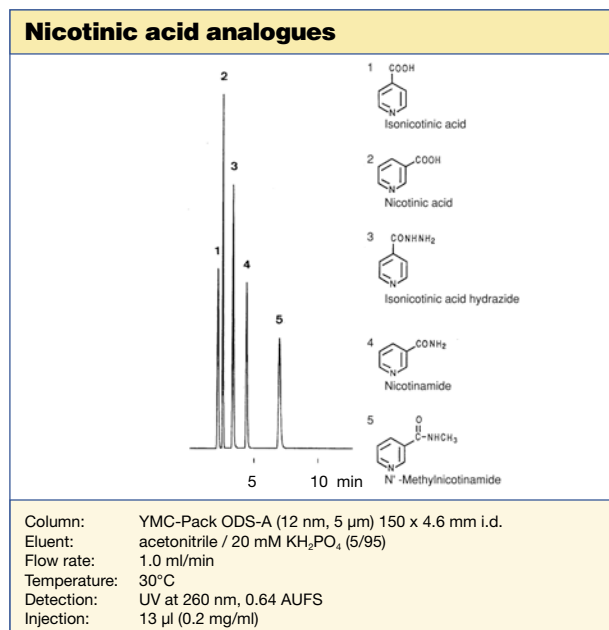 Nicotinic acid analogues
2
3
1
4
5
5 10 min
1 COOH
N
Isonicotinic acid
2 COOH
N
Nicotinic acid
3 CONHNH₂
N
Isonicotinic acid hydrazide
4 CONH₂
N
Nicotinamide
5 O
C-NHCH₃
N
N' -Methylnicotinamide
Column: YMC-Pack ODS-A (12 nm, 5 µm) 150 x 4.6 mm i.d.
Eluent: acetonitrile / 20 mM KH₂PO₄ (5/95)
Flow rate: 1.0 ml/min
Temperature: 30°C
Detection: UV at 260 nm, 0.64 AUFS
Injection: 13 µl (0.2 mg/ml)